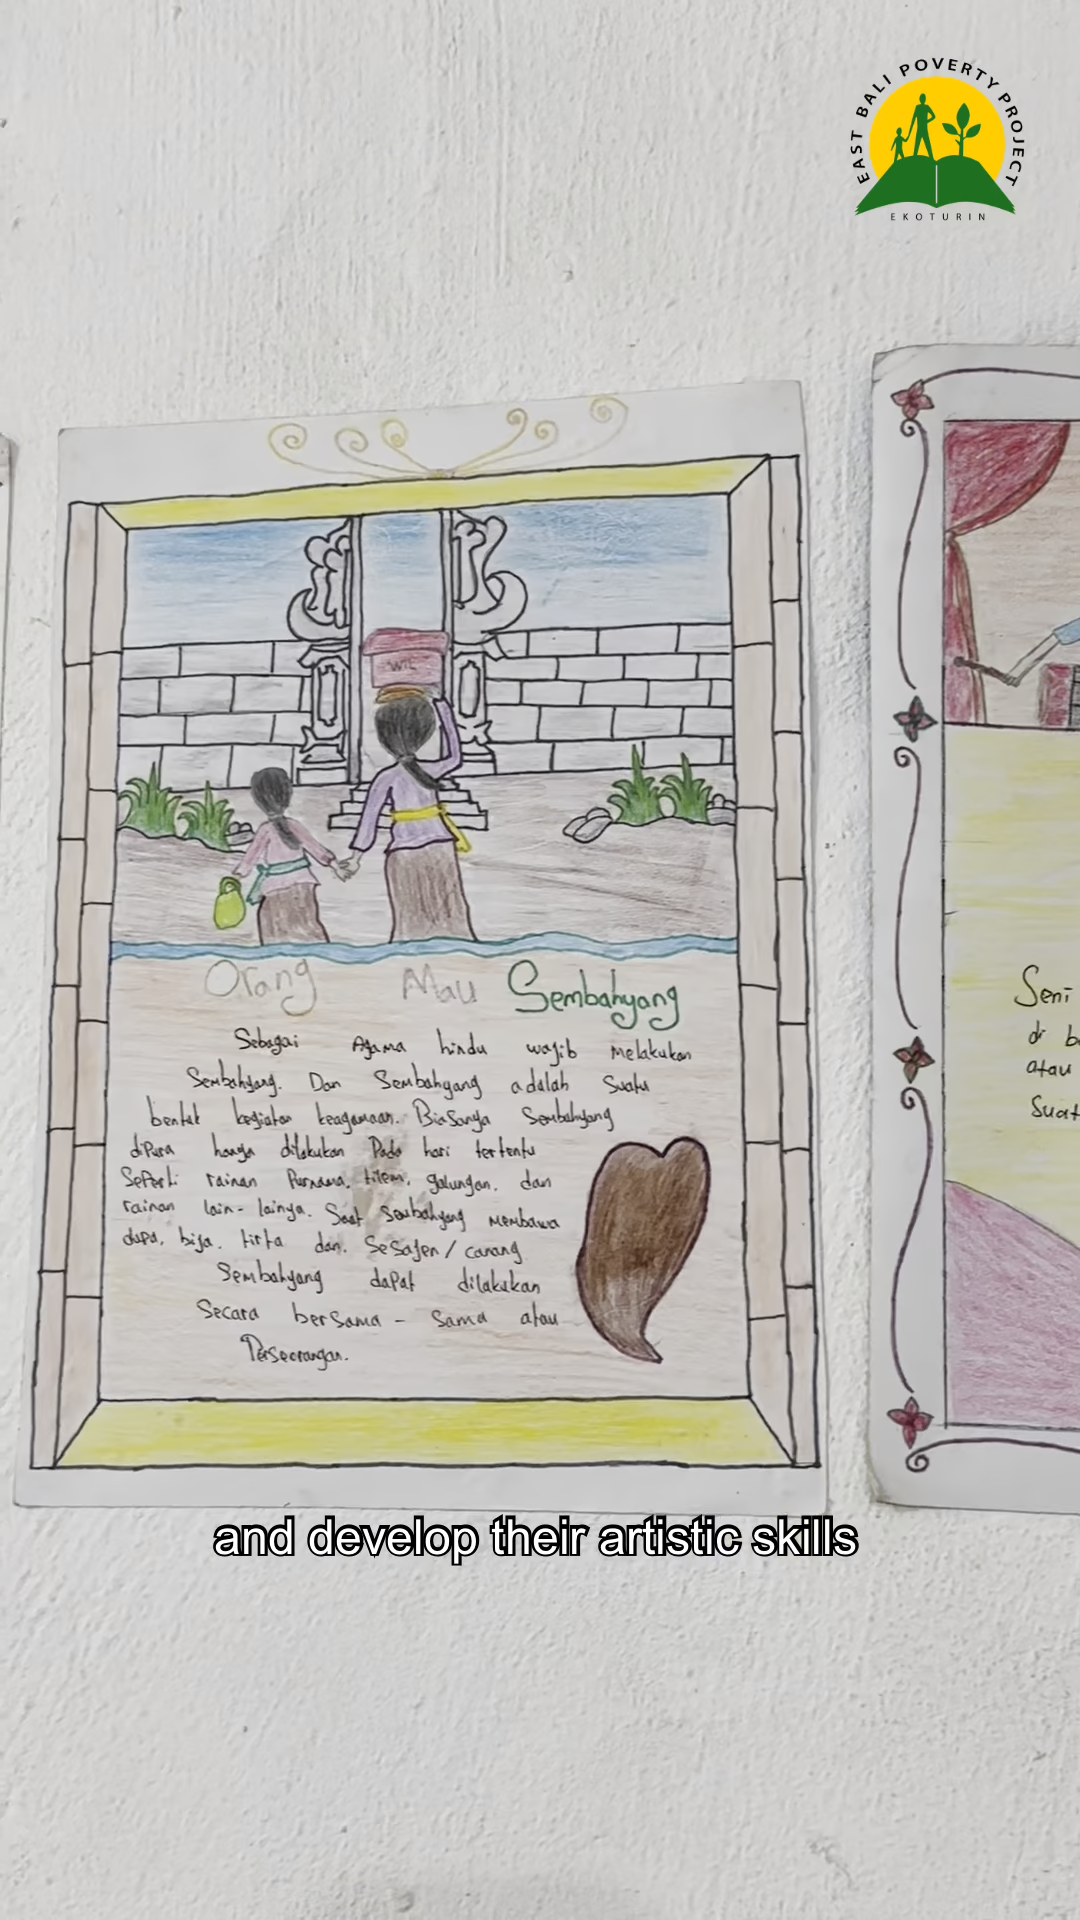 EAST BALI POVERTY PROJECT
EKOTURIN
Orang Mau Sembahyang
Sebagai Agama hindu wajib melakukan
Sembahyang. Dan Sembahyang adalah suatu
bentuk kegiatan keagamaan. Biasanya Sembahyang
dipura hanya dilakukan Pada hari tertentu
Seperti rainan Purnama, tilem, galungan, dan
rainan lain-lainya. Saat sembahyang membawa
dupa, bija, tirta dan. Sesajen/canang
Sembahyang dapat dilakukan
Secara bersama-sama atau
Perseorangan.
Seni
di b
atau
Suat
and develop their artistic skills